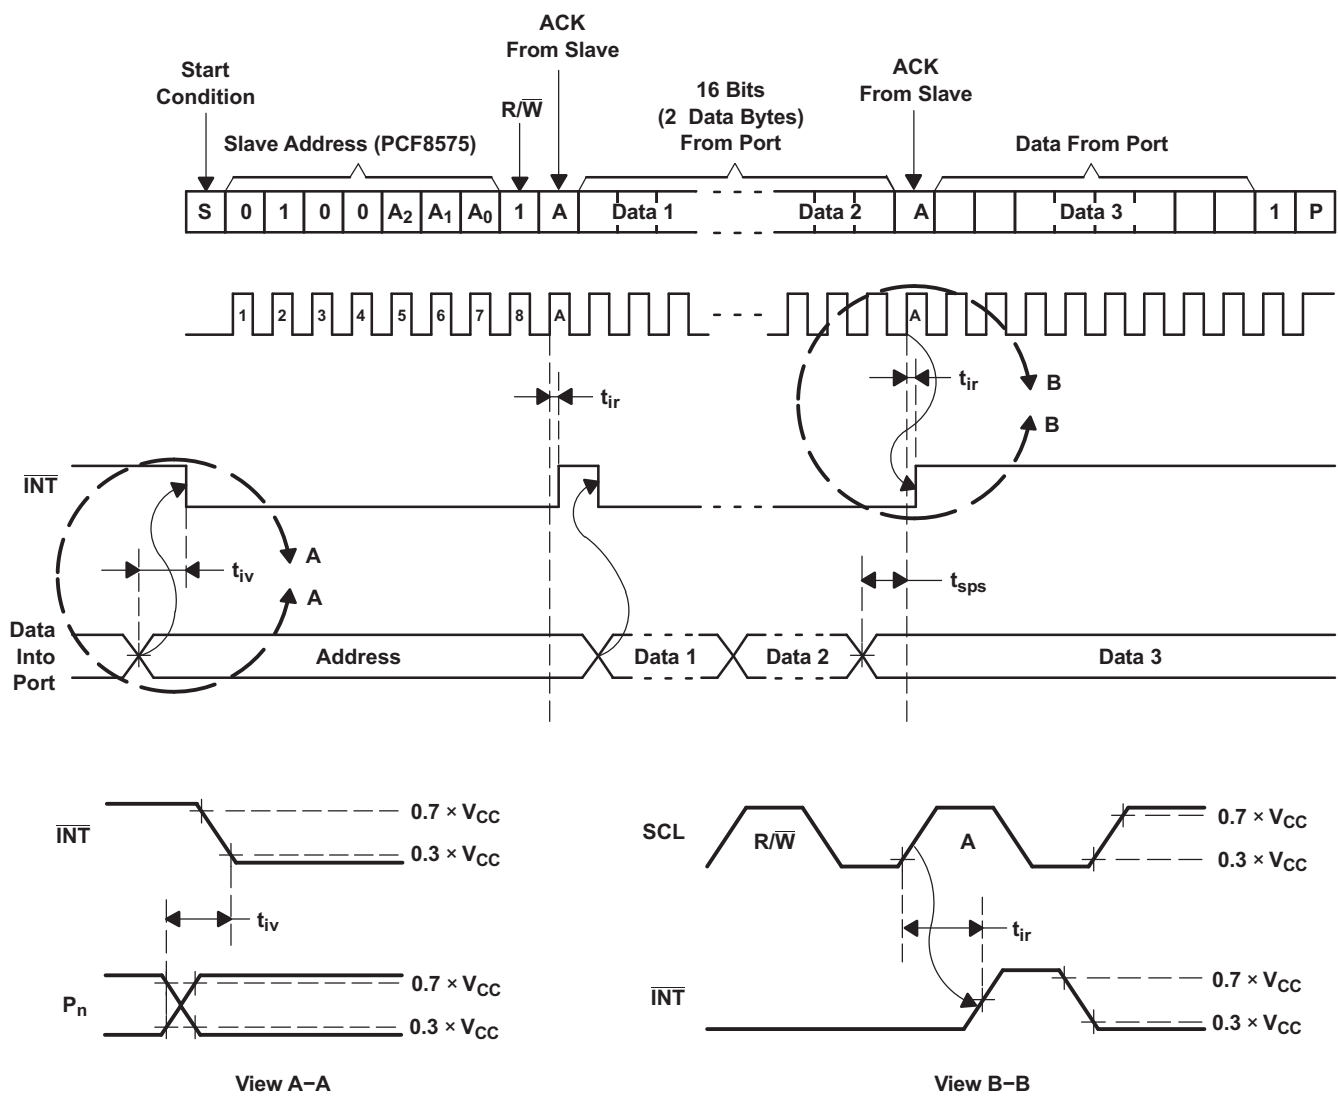 ACK
From Slave
Start
Condition
R/W
16 Bits
(2 Data Bytes)
From Port
ACK
From Slave
Slave Address (PCF8575)
Data From Port
S 0 1 0 0 A2 A1 A0 1 A Data 1 Data 2 A Data 3 1 P
1 2 3 4 5 6 7 8 A A
tir
tir
B
B
INT
A
tiv
A
tsps
Data
Into
Port
Address
Data 1
Data 2
Data 3
INT
0.7 × VCC
0.3 × VCC
tiv
Pn
0.7 × VCC
0.3 × VCC
View A−A
SCL
R/W
A
0.7 × VCC
0.3 × VCC
tir
INT
0.7 × VCC
0.3 × VCC
View B−B